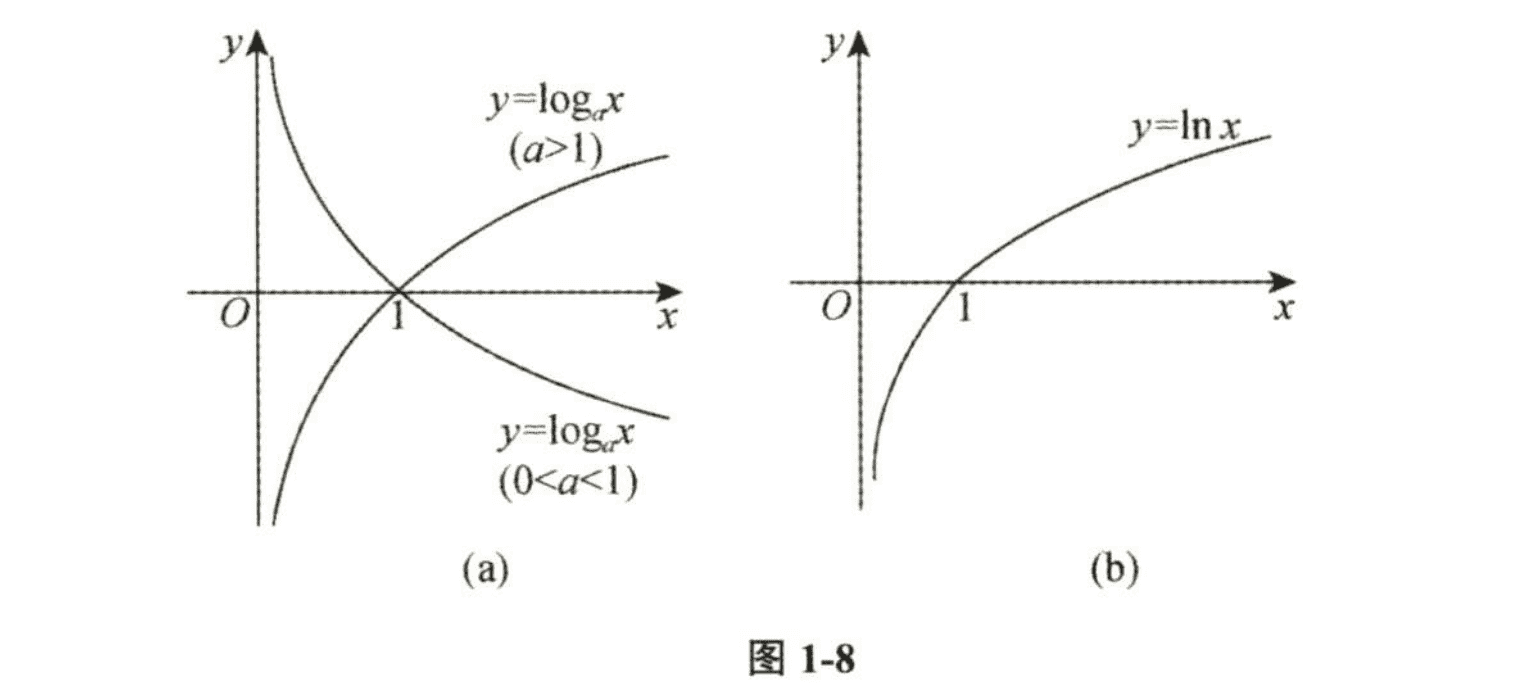 y
y=logₐx
(a>1)
O
1
x
y=logₐx
(0<a<1)
(a)
y
y=ln x
O
1
x
(b)
图 1-8